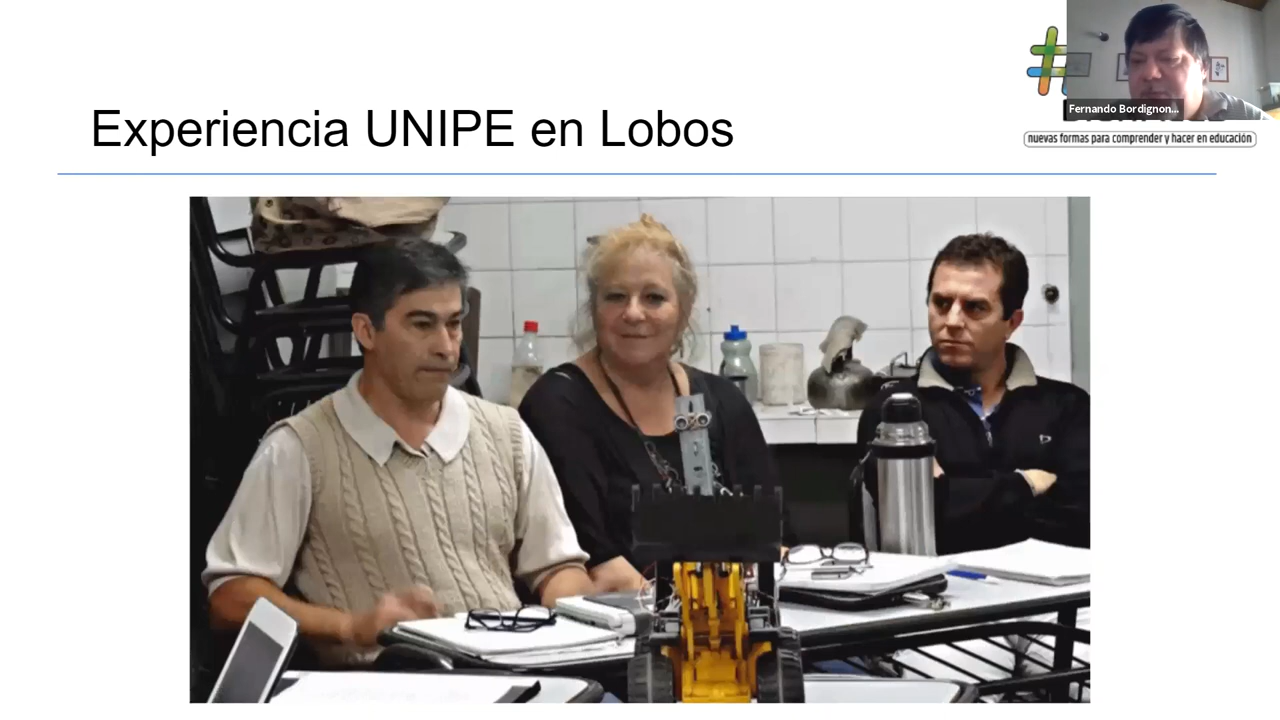 Experiencia UNIPE en Lobos
#
Fernando Bordignon...
nuevas formas para comprender y hacer en educación